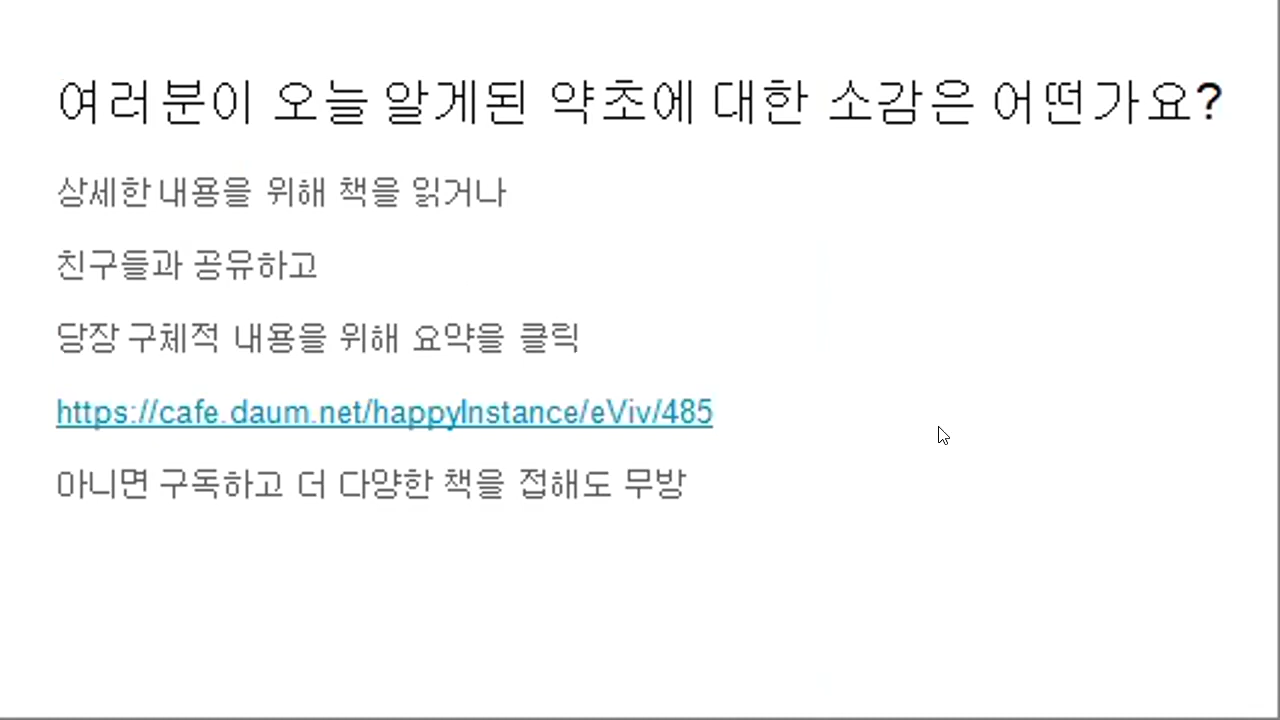 여러분이 오늘 알게된 약초에 대한 소감은 어떤가요?
상세한 내용을 위해 책을 읽거나
친구들과 공유하고
당장 구체적 내용을 위해 요약을 클릭
https://cafe.daum.net/happyInstance/eViv/485
아니면 구독하고 더 다양한 책을 접해도 무방